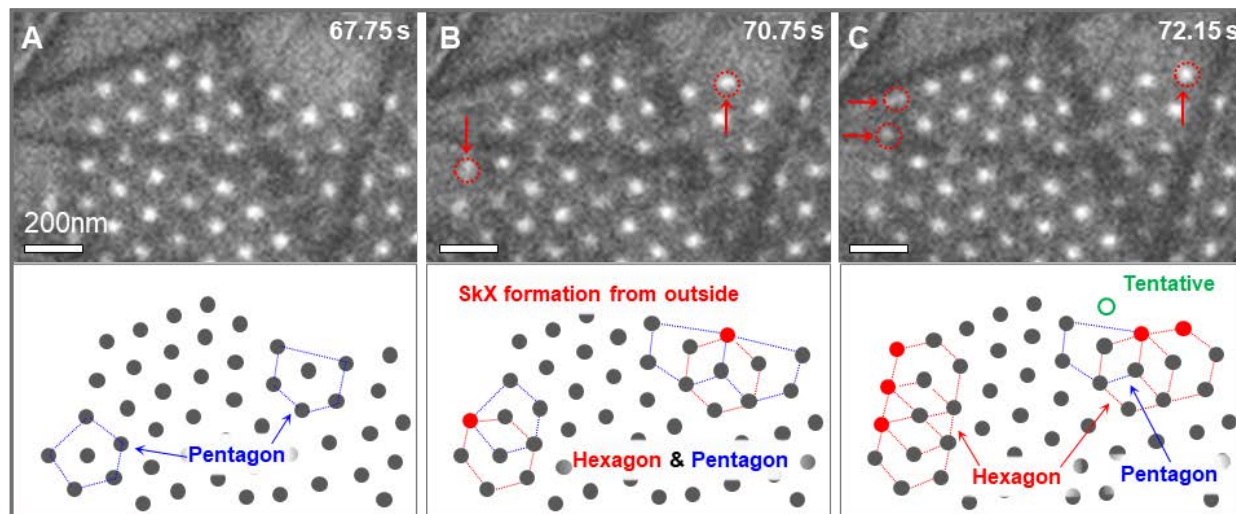 A
67.75 s
200nm
B
70.75 s
C
72.15 s
Pentagon
SkX formation from outside
Hexagon & Pentagon
Tentative
Hexagon
Pentagon